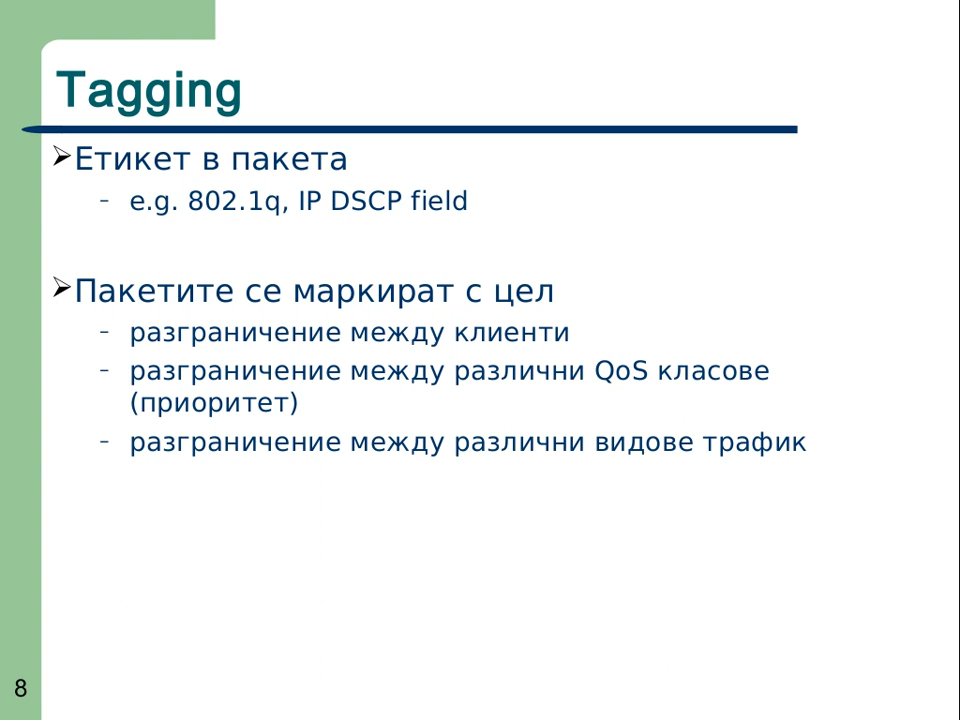 Tagging
Етикет в пакета
– e.g. 802.1q, IP DSCP field
Пакетите се маркират с цел
– разграничение между клиенти
– разграничение между различни QoS класове
(приоритет)
– разграничение между различни видове трафик
8